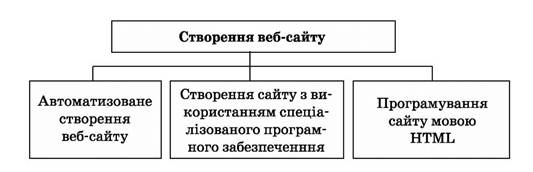 Створення веб-сайту
Автоматизоване
створення
веб-сайту
Створення сайту з ви-
користанням спеціа-
лізованого програм-
ного забезпеченння
Програмування
сайту мовою
HTML